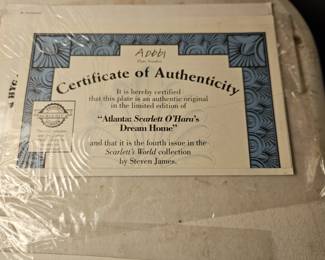 Plate Number
Certificate of Authenticity
It is hereby certified
that this plate is an authentic original
in the limited edition of
"Atlanta: Scarlett O'Hara's
Dream Home"
and that it is the fourth issue in the
Scarlett's World collection
by Steven James.